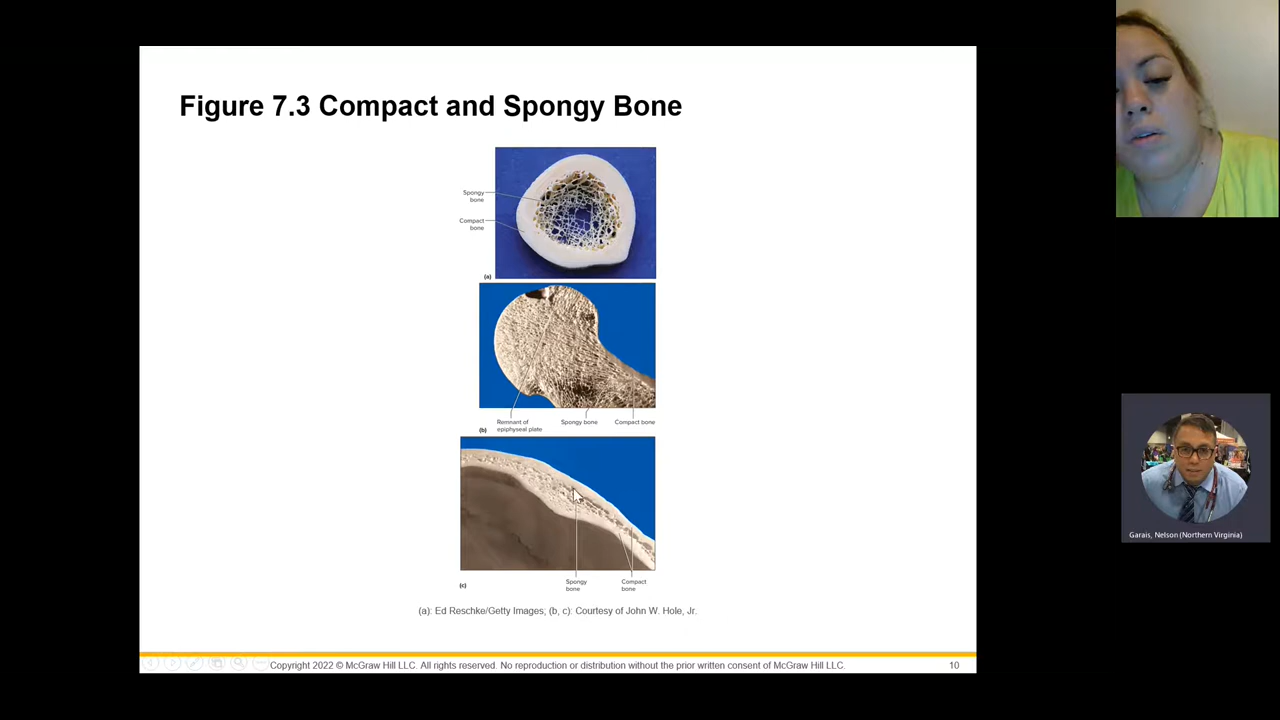 Figure 7.3 Compact and Spongy Bone
Spongy
bone
Compact
bone
(a)
Remnant of
epiphyseal plate
Spongy bone
Compact bone
(b)
Spongy
bone
Compact
bone
(c)
(a): Ed Reschke/Getty Images; (b, c): Courtesy of John W. Hole, Jr.
Copyright 2022 © McGraw Hill LLC. All rights reserved. No reproduction or distribution without the prior written consent of McGraw Hill LLC.
10
Garais, Nelson (Northern Virginia)